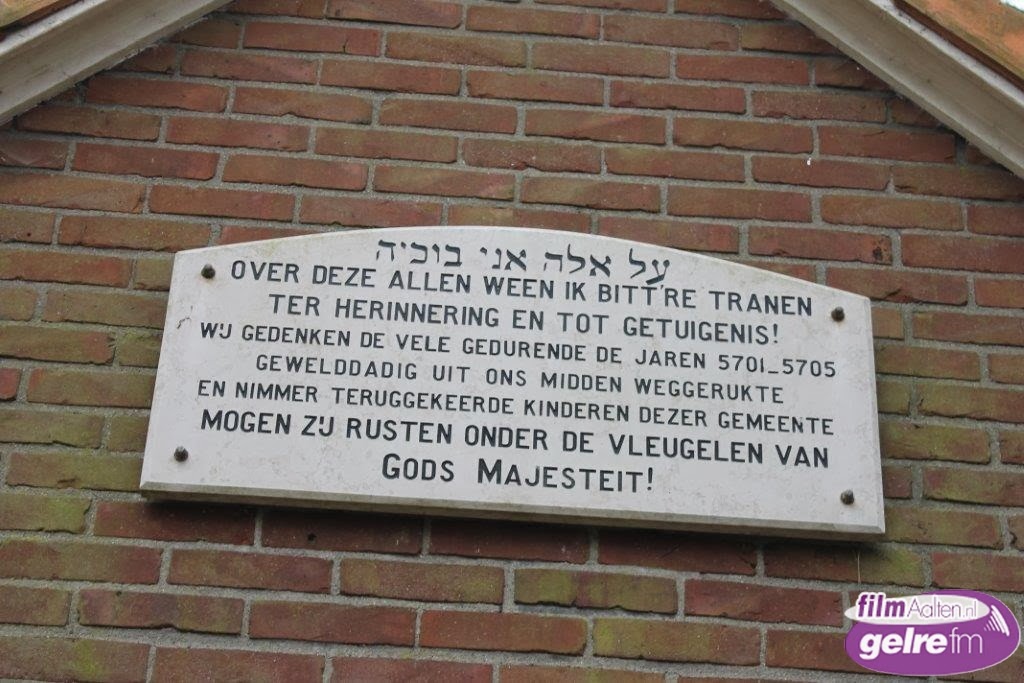 על אלה אני בוכיה
OVER DEZE ALLEN WEEN IK BITT'RE TRANEN
TER HERINNERING EN TOT GETUIGENIS!
WIJ GEDENKEN DE VELE GEDURENDE DE JAREN 5701_5705
GEWELDDADIG UIT ONS MIDDEN WEGGERUKTE
EN NIMMER TERUGGEKEERDE KINDEREN DEZER GEMEENTE
MOGEN ZIJ RUSTEN ONDER DE VLEUGELEN VAN
GODS MAJESTEIT!
filmAalten.nl
gelrefm